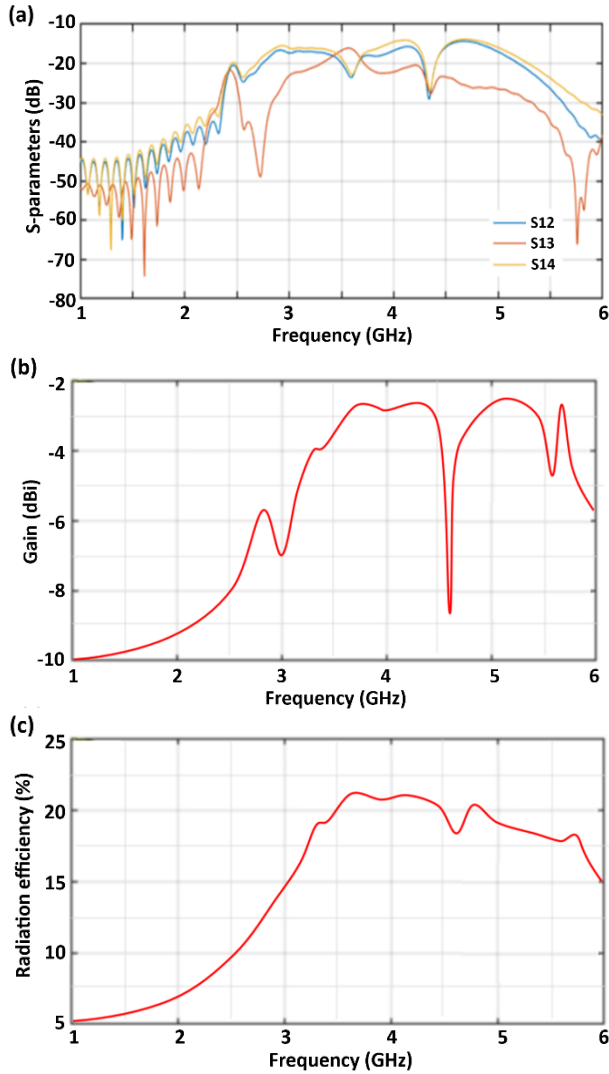 (a)
-10
-20
-30
-40
-50
-60
-70
-80
S-parameters (dB)
S12
S13
S14
1 2 3 4 5 6
Frequency (GHz)
(b)
-2
-4
-6
-8
-10
Gain (dBi)
1 2 3 4 5 6
Frequency (GHz)
(c)
25
20
15
10
5
Radiation efficiency (%)
1 2 3 4 5 6
Frequency (GHz)